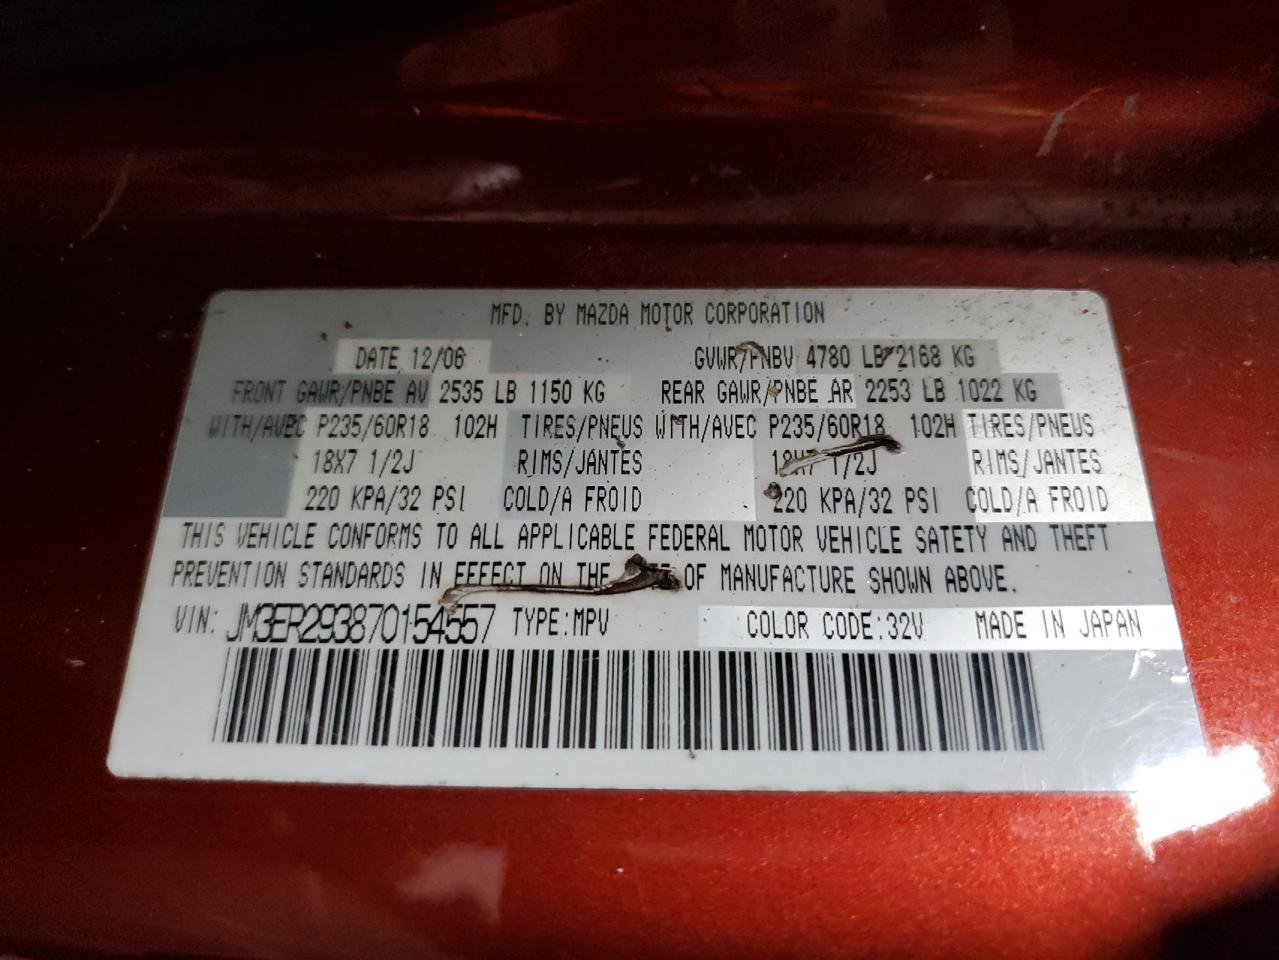 MFD. BY MAZDA MOTOR CORPORATION
DATE 12/06 GVWR/PNBV 4780 LB 2168 KG
FRONT GAWR/PNBE AV 2535 LB 1150 KG REAR GAWR/PNBE AR 2253 LB 1022 KG
WITH/AVEC P235/60R18 102H TIRES/PNEUS WITH/AVEC P235/60R18 102H TIRES/PNEUS
18X7 1/2J RIMS/JANTES 18X7 1/2J RIMS/JANTES
220 KPA/32 PSI COLD/A FROID 220 KPA/32 PSI COLD/A FROID
THIS VEHICLE CONFORMS TO ALL APPLICABLE FEDERAL MOTOR VEHICLE SATETY AND THEFT
PREVENTION STANDARDS IN EFFECT ON THE OF MANUFACTURE SHOWN ABOVE.
VIN: JM3ER293870154557 TYPE:MPV COLOR CODE:32V MADE IN JAPAN